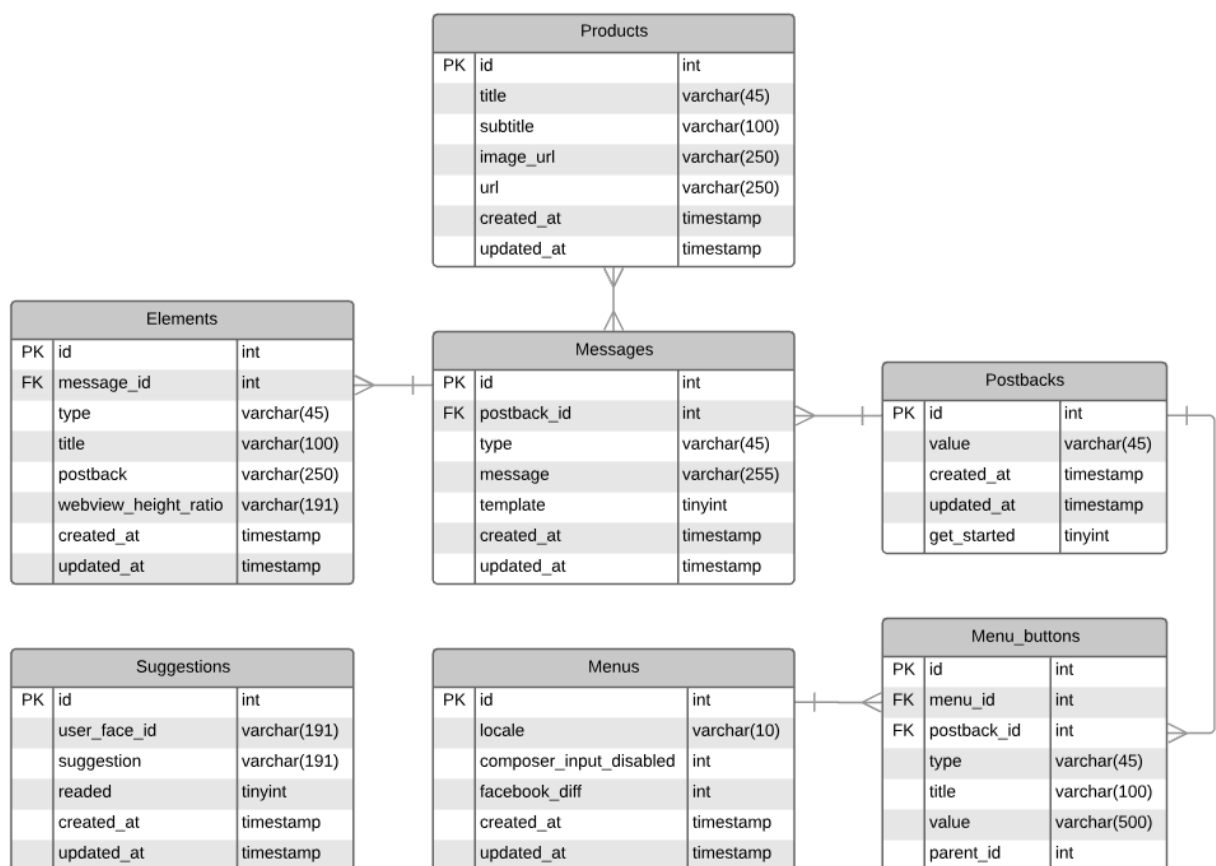 Products
PK id int
title varchar(45)
subtitle varchar(100)
image_url varchar(250)
url varchar(250)
created_at timestamp
updated_at timestamp
Elements
PK id int
FK message_id int
type varchar(45)
title varchar(100)
postback varchar(250)
webview_height_ratio varchar(191)
created_at timestamp
updated_at timestamp
Messages
PK id int
FK postback_id int
type varchar(45)
message varchar(255)
template tinyint
created_at timestamp
updated_at timestamp
Postbacks
PK id int
value varchar(45)
created_at timestamp
updated_at timestamp
get_started tinyint
Suggestions
PK id int
user_face_id varchar(191)
suggestion varchar(191)
readed tinyint
created_at timestamp
updated_at timestamp
Menus
PK id int
locale varchar(10)
composer_input_disabled int
facebook_diff int
created_at timestamp
updated_at timestamp
Menu_buttons
PK id int
FK menu_id int
FK postback_id int
type varchar(45)
title varchar(100)
value varchar(500)
parent_id int